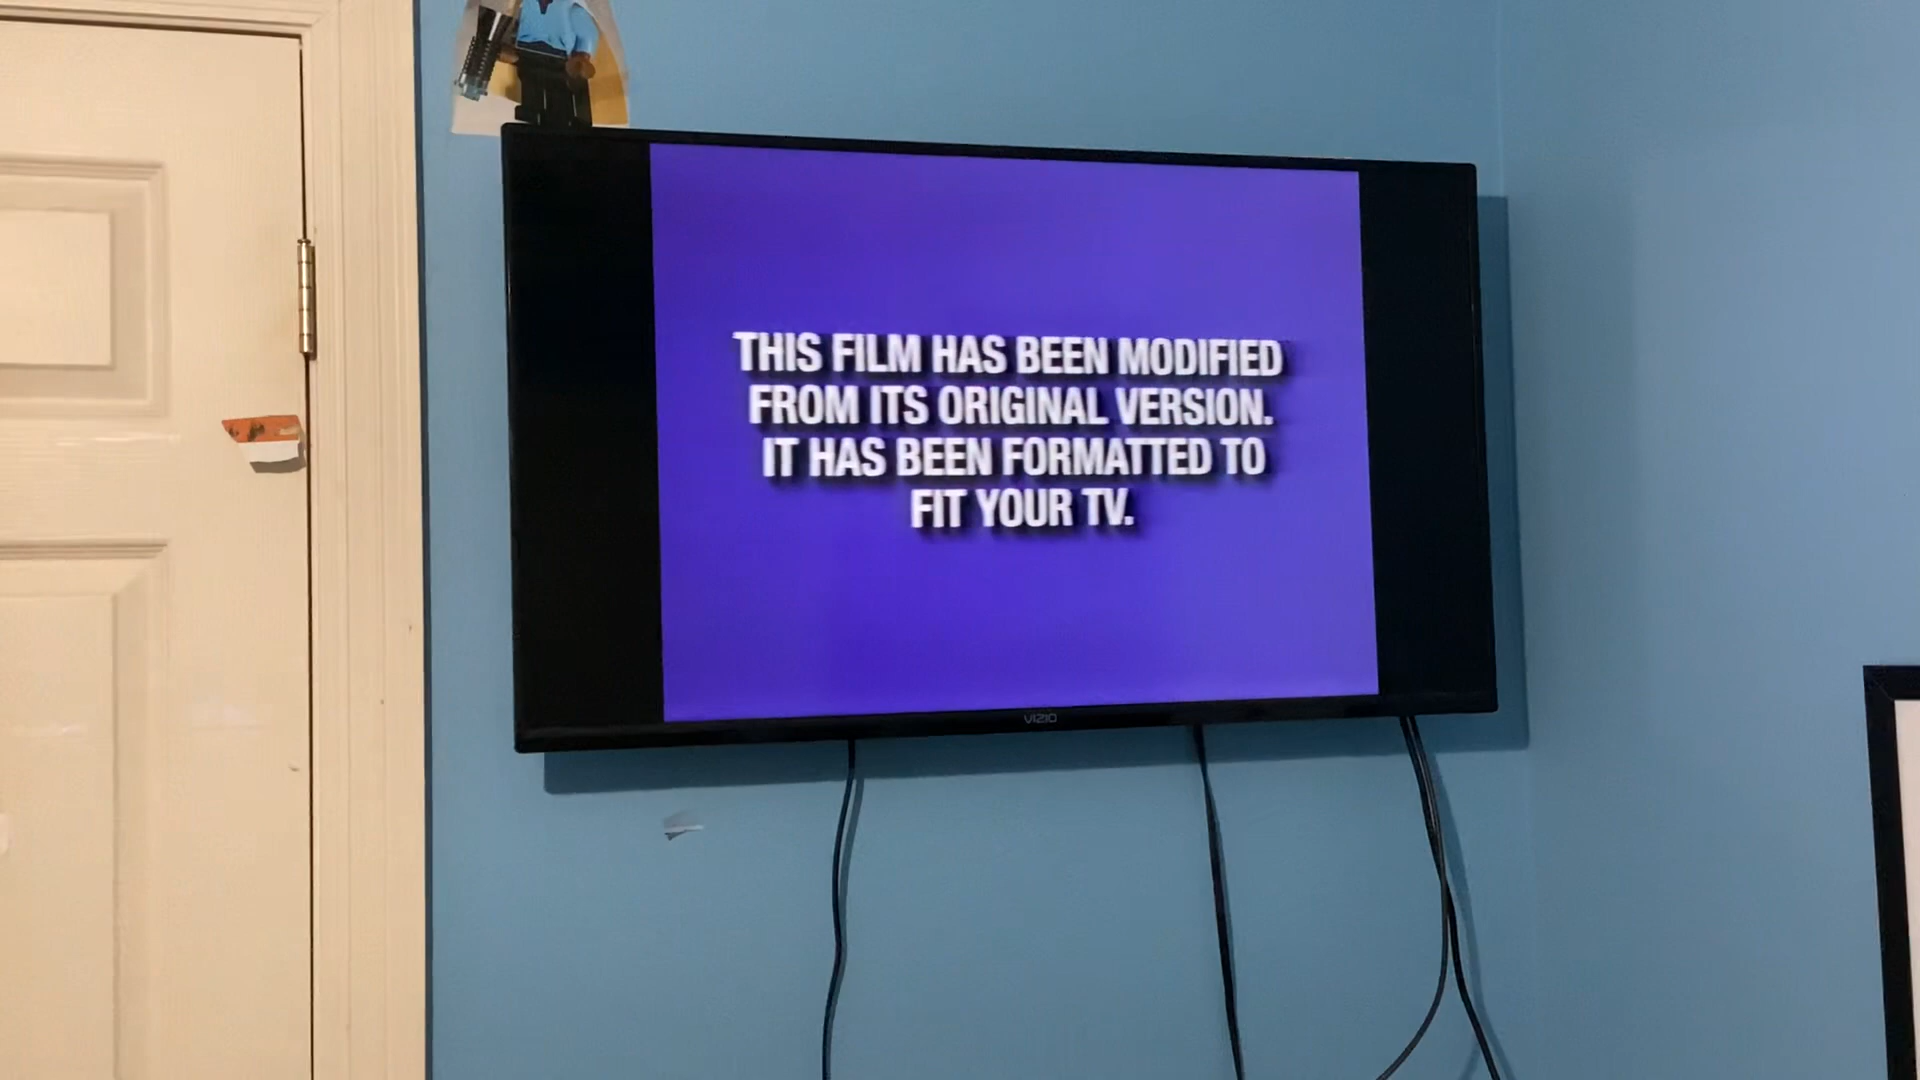 THIS FILM HAS BEEN MODIFIED
FROM ITS ORIGINAL VERSION.
IT HAS BEEN FORMATTED TO
FIT YOUR TV.
VIZIO